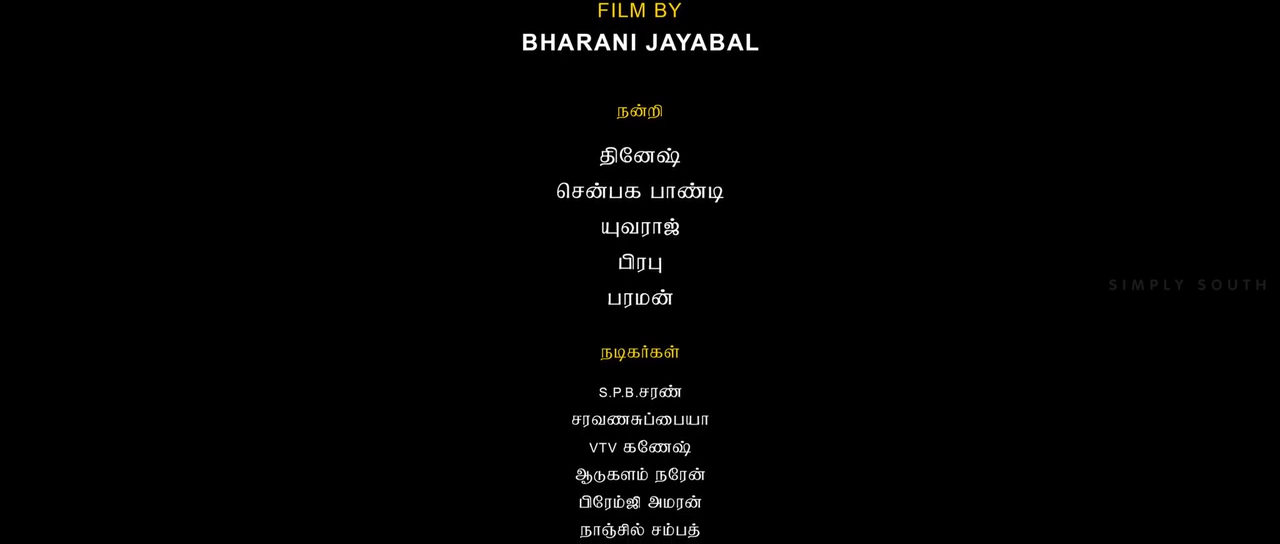 FILM BY
BHARANI JAYABAL
நன்றி
தினேஷ்
சென்பக பாண்டி
யுவராஜ்
பிரபு
பரமன்
SIMPLY SOUTH
நடிகர்கள்
S.P.B.சரண்
சரவணசுப்பையா
VTV கணேஷ்
ஆடுகளம் நரேன்
பிரேம்ஜி அமரன்
நாஞ்சில் சம்பத்